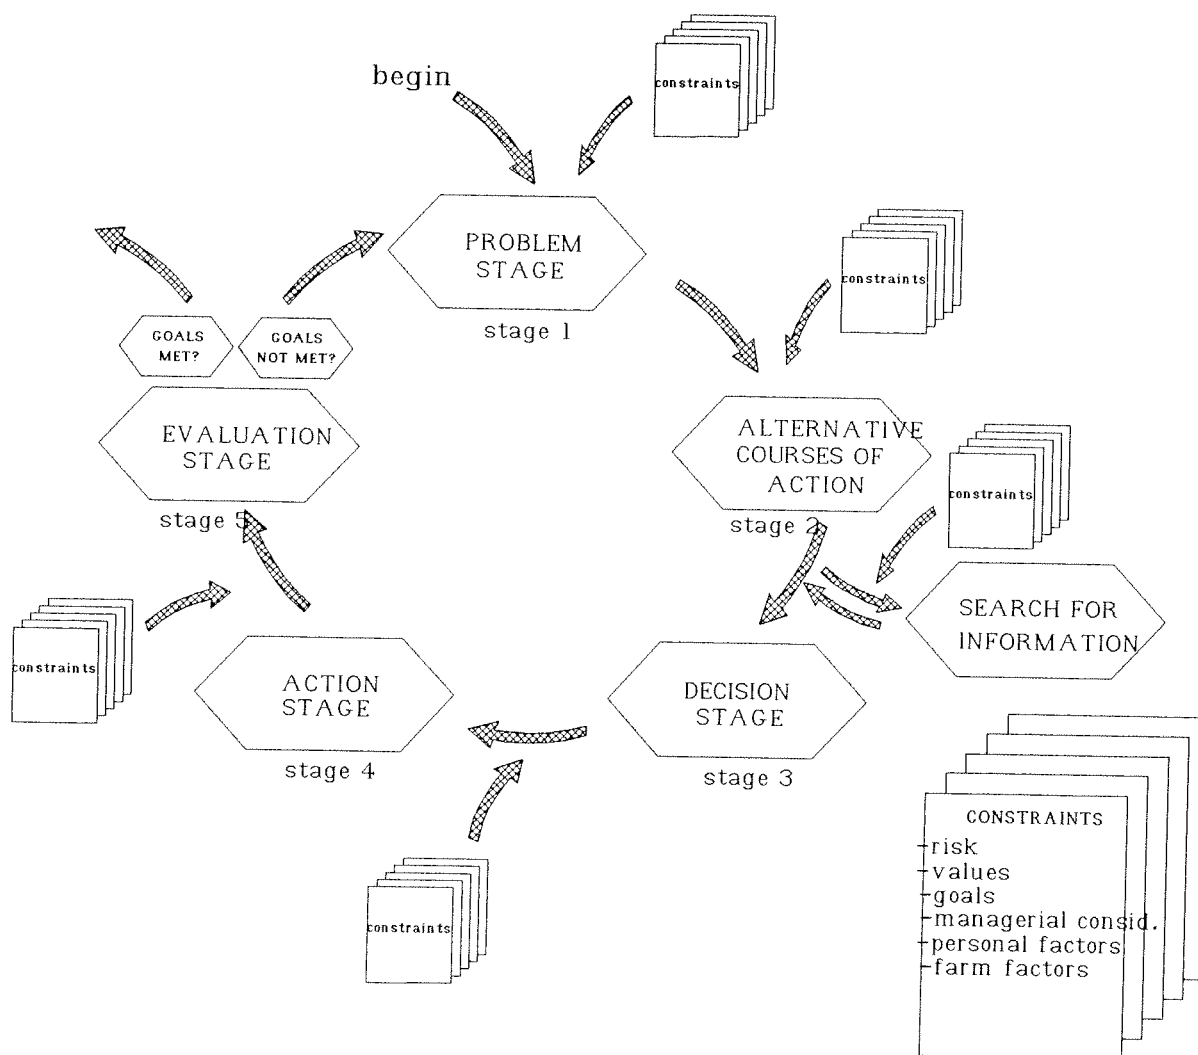 begin
constraints
PROBLEM
STAGE
stage 1
constraints
GOALS
MET?
GOALS
NOT MET?
EVALUATION
STAGE
stage 5
ALTERNATIVE
COURSES OF
ACTION
stage 2
constraints
SEARCH FOR
INFORMATION
constraints
ACTION
STAGE
stage 4
DECISION
STAGE
stage 3
constraints
CONSTRAINTS
-risk
-values
-goals
-managerial consid.
-personal factors
-farm factors